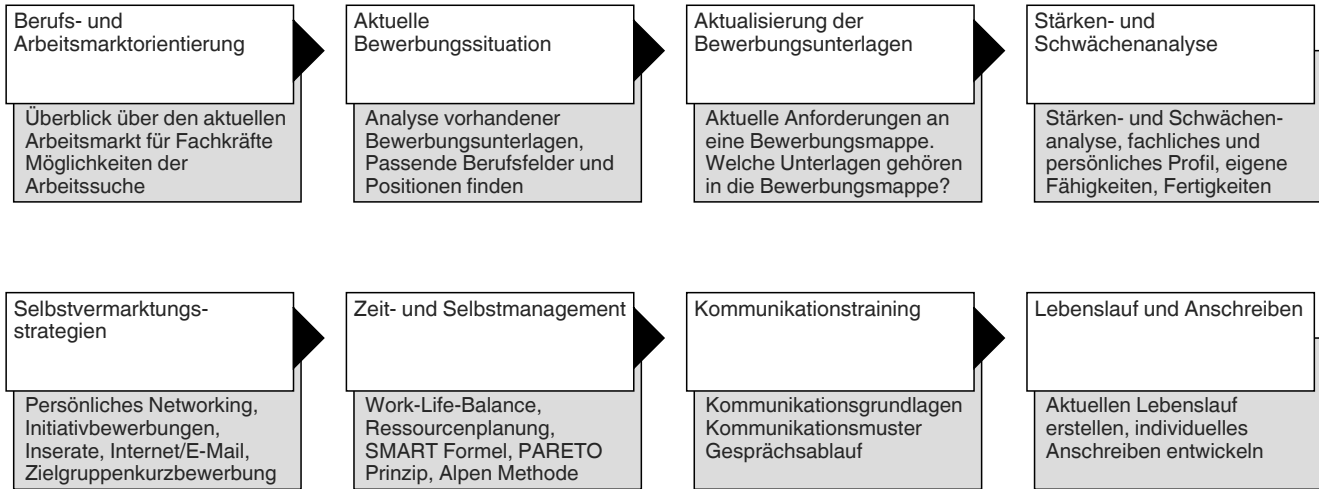 Berufs- und
Arbeitsmarktorientierung
Überblick über den aktuellen
Arbeitsmarkt für Fachkräfte
Möglichkeiten der
Arbeitssuche
Aktuelle
Bewerbungssituation
Analyse vorhandener
Bewerbungsunterlagen,
Passende Berufsfelder und
Positionen finden
Aktualisierung der
Bewerbungsunterlagen
Aktuelle Anforderungen an
eine Bewerbungsmappe.
Welche Unterlagen gehören
in die Bewerbungsmappe?
Stärken- und
Schwächenanalyse
Stärken- und Schwächen-
analyse, fachliches und
persönliches Profil, eigene
Fähigkeiten, Fertigkeiten
Selbstvermarktungs-
strategien
Persönliches Networking,
Initiativbewerbungen,
Inserate, Internet/E-Mail,
Zielgruppenkurzbewerbung
Zeit- und Selbstmanagement
Work-Life-Balance,
Ressourcenplanung,
SMART Formel, PARETO
Prinzip, Alpen Methode
Kommunikationstraining
Kommunikationsgrundlagen
Kommunikationsmuster
Gesprächsablauf
Lebenslauf und Anschreiben
Aktuellen Lebenslauf
erstellen, individuelles
Anschreiben entwickeln